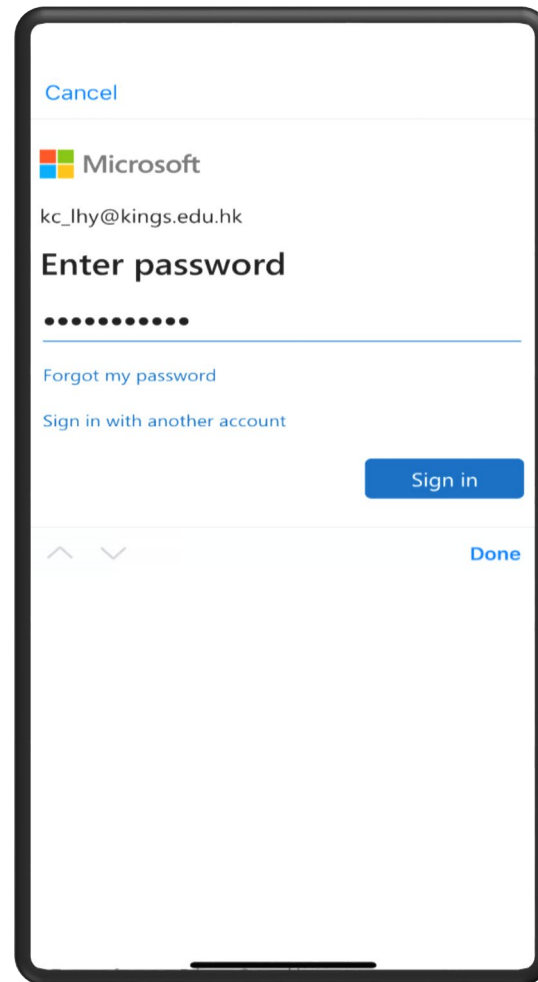 Cancel
Microsoft
kc_lhy@kings.edu.hk
Enter password
•••••••••••
Forgot my password
Sign in with another account
Sign in
Done